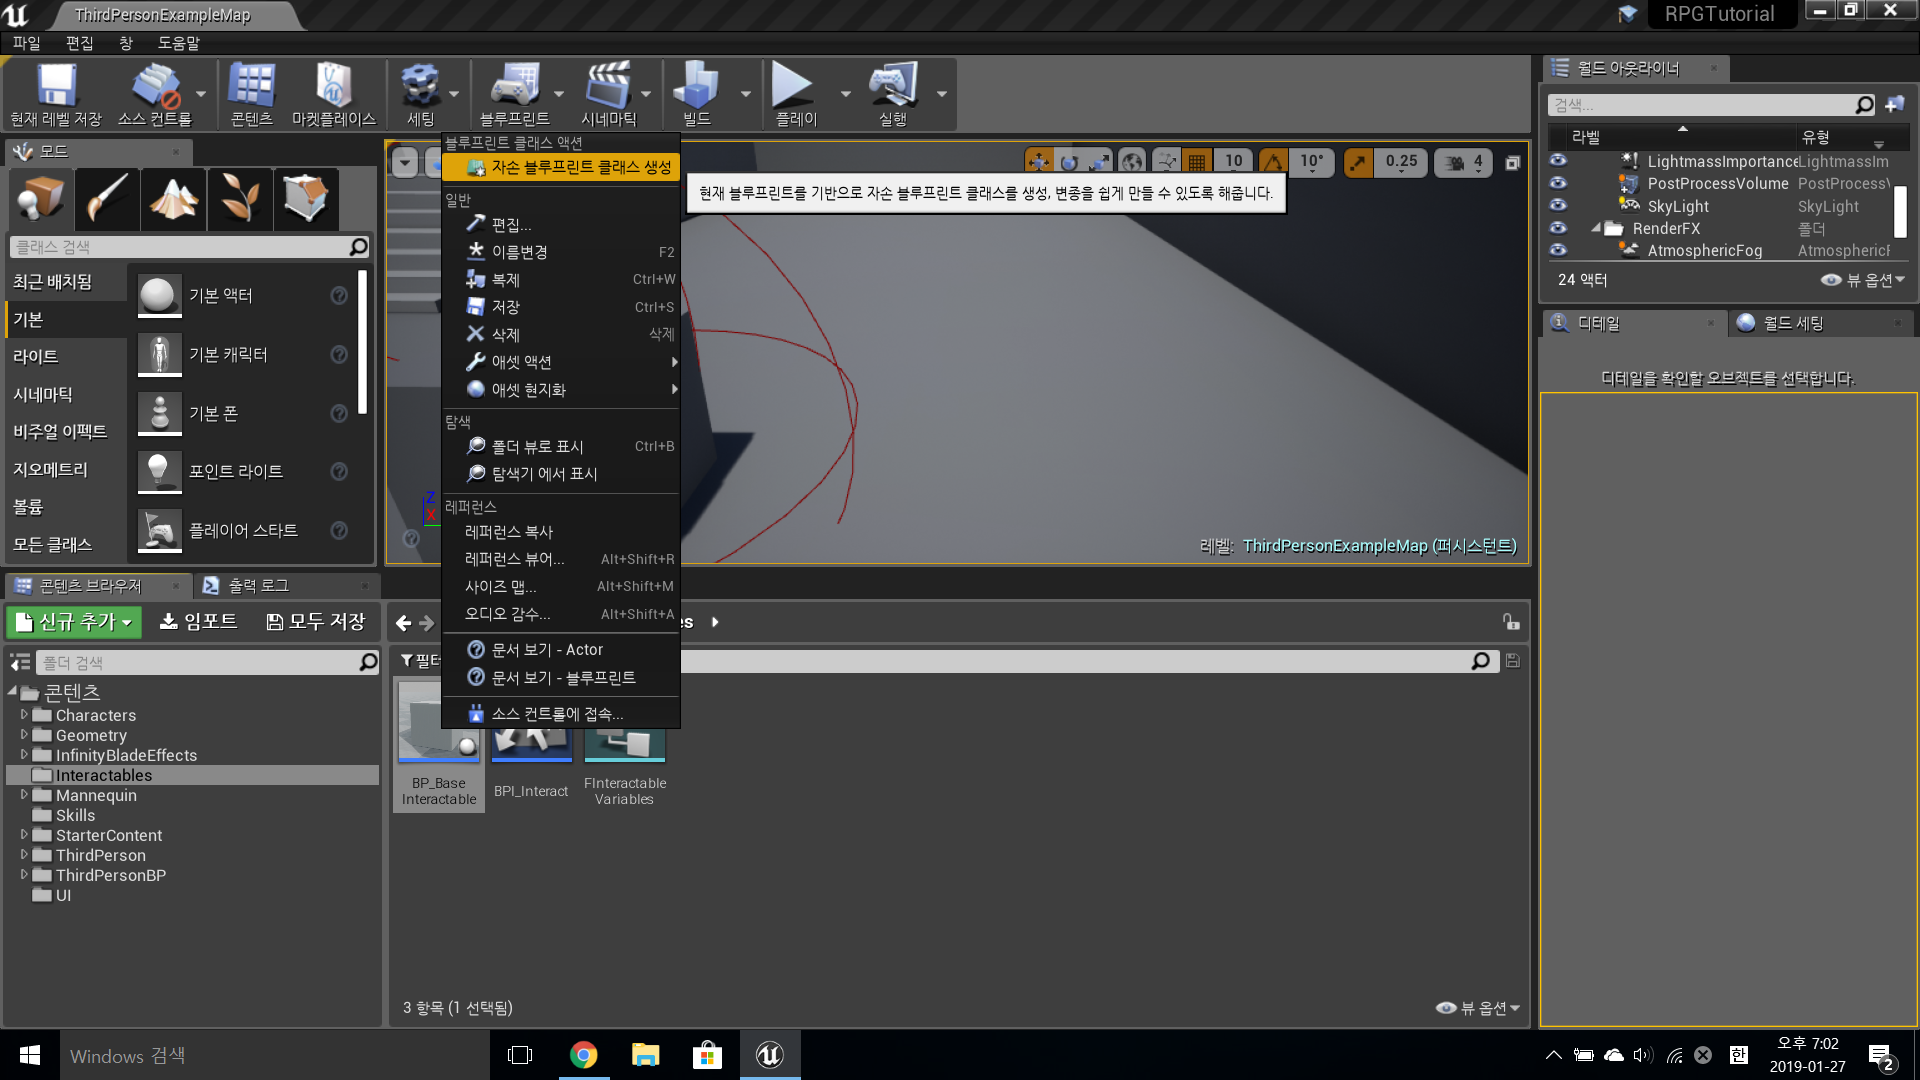 ThirdPersonExampleMap
RPGTutorial
파일 편집 창 도움말
현재 레벨 저장 소스 컨트롤 콘텐츠 마켓플레이스 세팅 블루프린트 시네마틱 빌드 플레이 실행
모드
클래스 검색
최근 배치됨
기본
라이트
시네마틱
비주얼 이펙트
지오메트리
볼륨
모든 클래스
기본 액터
기본 캐릭터
기본 폰
포인트 라이트
플레이어 스타트
블루프린트 클래스 액션
자손 블루프린트 클래스 생성
현재 블루프린트를 기반으로 자손 블루프린트 클래스를 생성, 변종을 쉽게 만들 수 있도록 해줍니다.
일반
편집...
이름변경 F2
복제 Ctrl+W
저장 Ctrl+S
삭제 삭제
애셋 액션
애셋 현지화
탐색
폴더 뷰로 표시 Ctrl+B
탐색기 에서 표시
레퍼런스
레퍼런스 복사
레퍼런스 뷰어... Alt+Shift+R
사이즈 맵... Alt+Shift+M
오디오 감수... Alt+Shift+A
문서 보기 - Actor
문서 보기 - 블루프린트
소스 컨트롤에 접속...
10 10° 0.25 4
Z
X
레벨: ThirdPersonExampleMap (퍼시스턴트)
월드 아웃라이너
검색...
라벨 유형
LightmassImportance LightmassIm
PostProcessVolume PostProcessV
SkyLight SkyLight
RenderFX 폴더
AtmosphericFog AtmosphericF
24 액터 뷰 옵션
디테일 월드 세팅
디테일을 확인할 오브젝트를 선택합니다.
콘텐츠 브라우저 출력 로그
신규 추가 임포트 모두 저장
es
폴더 검색
필터
콘텐츠
Characters
Geometry
InfinityBladeEffects
Interactables
Mannequin
Skills
StarterContent
ThirdPerson
ThirdPersonBP
UI
BP_Base
Interactable
BPI_Interact
FInteractable
Variables
3 항목 (1 선택됨) 뷰 옵션
Windows 검색
한
오후 7:02
2019-01-27
2